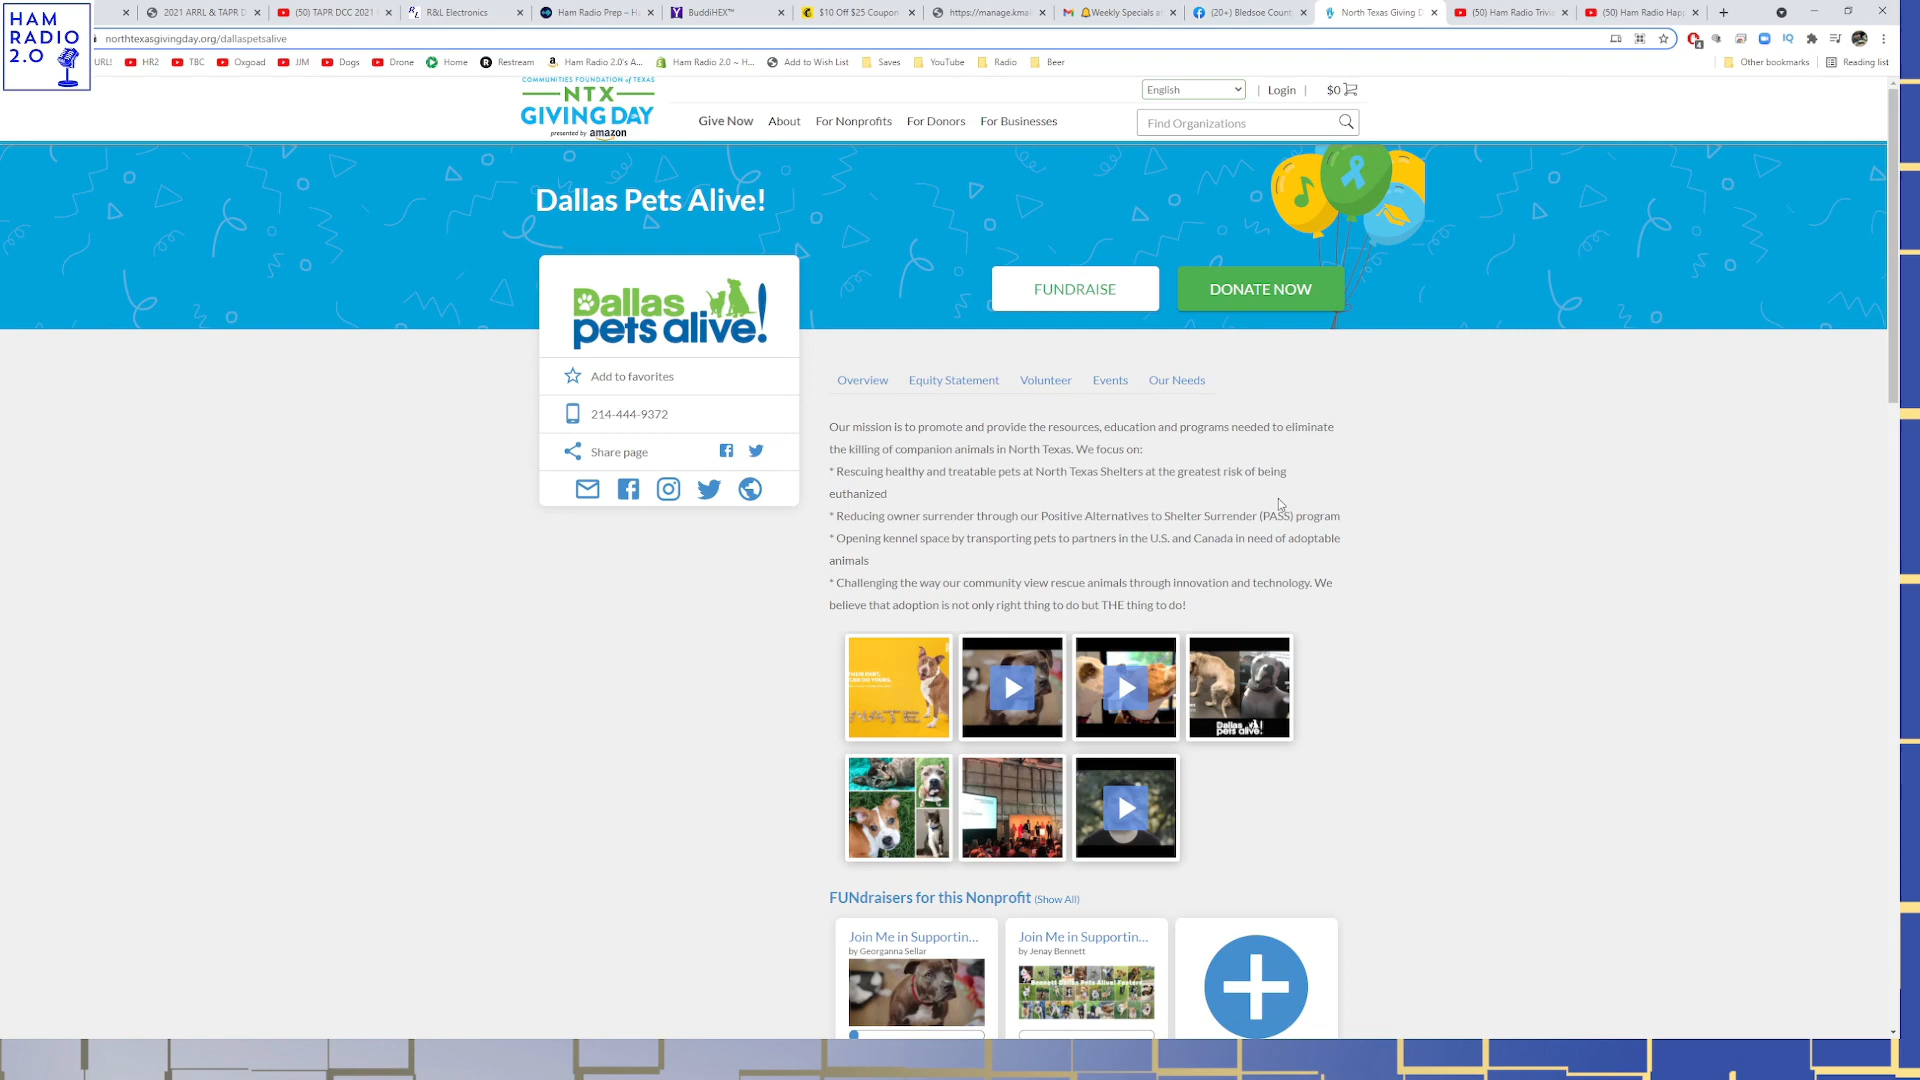 HAM
RADIO
2.0
2021 ARRL & TAPR D
(50) TAPR DCC 2021
R&L Electronics
Ham Radio Prep – H
BuddiHEX™
$10 Off $25 Coupon
https://manage.kmai
Weekly Specials a
(20+) Bledsoe Count
North Texas Giving D
(50) Ham Radio Trivia
(50) Ham Radio Hap
northtexasgivingday.org/dallaspetsalive
URL!
HR2
TBC
Oxgoad
JJM
Dogs
Drone
Home
Restream
Ham Radio 2.0's A...
Ham Radio 2.0 ~ H...
Add to Wish List
Saves
YouTube
Radio
Beer
Other bookmarks
Reading list
COMMUNITIES FOUNDATION of TEXAS
NTX
GIVING DAY
presented by amazon
English
Login
$0
Give Now
About
For Nonprofits
For Donors
For Businesses
Find Organizations
Dallas Pets Alive!
FUNDRAISE
DONATE NOW
Dallas
pets alive!
Add to favorites
214-444-9372
Share page
Overview
Equity Statement
Volunteer
Events
Our Needs
Our mission is to promote and provide the resources, education and programs needed to eliminate
the killing of companion animals in North Texas. We focus on:
* Rescuing healthy and treatable pets at North Texas Shelters at the greatest risk of being
euthanized
* Reducing owner surrender through our Positive Alternatives to Shelter Surrender (PASS) program
* Opening kennel space by transporting pets to partners in the U.S. and Canada in need of adoptable
animals
* Challenging the way our community view rescue animals through innovation and technology. We
believe that adoption is not only right thing to do but THE thing to do!
Dallas
pets alive!
FUNdraisers for this Nonprofit (Show All)
Join Me in Supportin...
by Georganna Sellar
Join Me in Supportin...
by Jenay Bennett
Bennett Dallas Pets Alive! Fosters